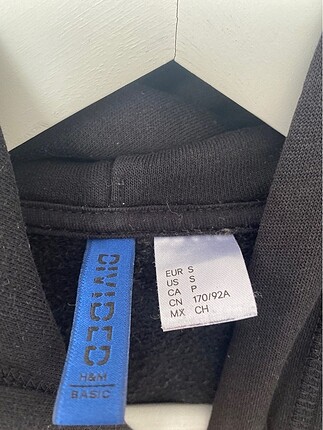 DIVIDED
H&M
BASIC
EUR S
US S
CA P
CN 170/92A
MX CH